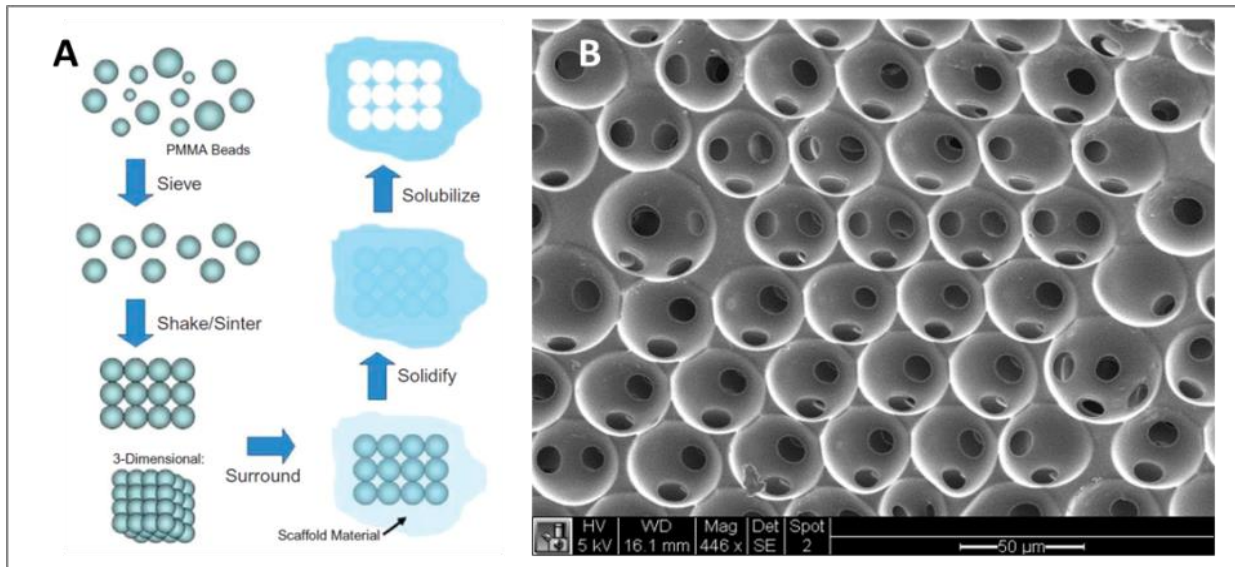 A
PMMA Beads
Sieve
Shake/Sinter
3-Dimensional:
Surround
Scaffold Material
Solidify
Solubilize
B
HV WD Mag Det Spot
5 kV 16.1 mm 446 x SE 2
50 µm